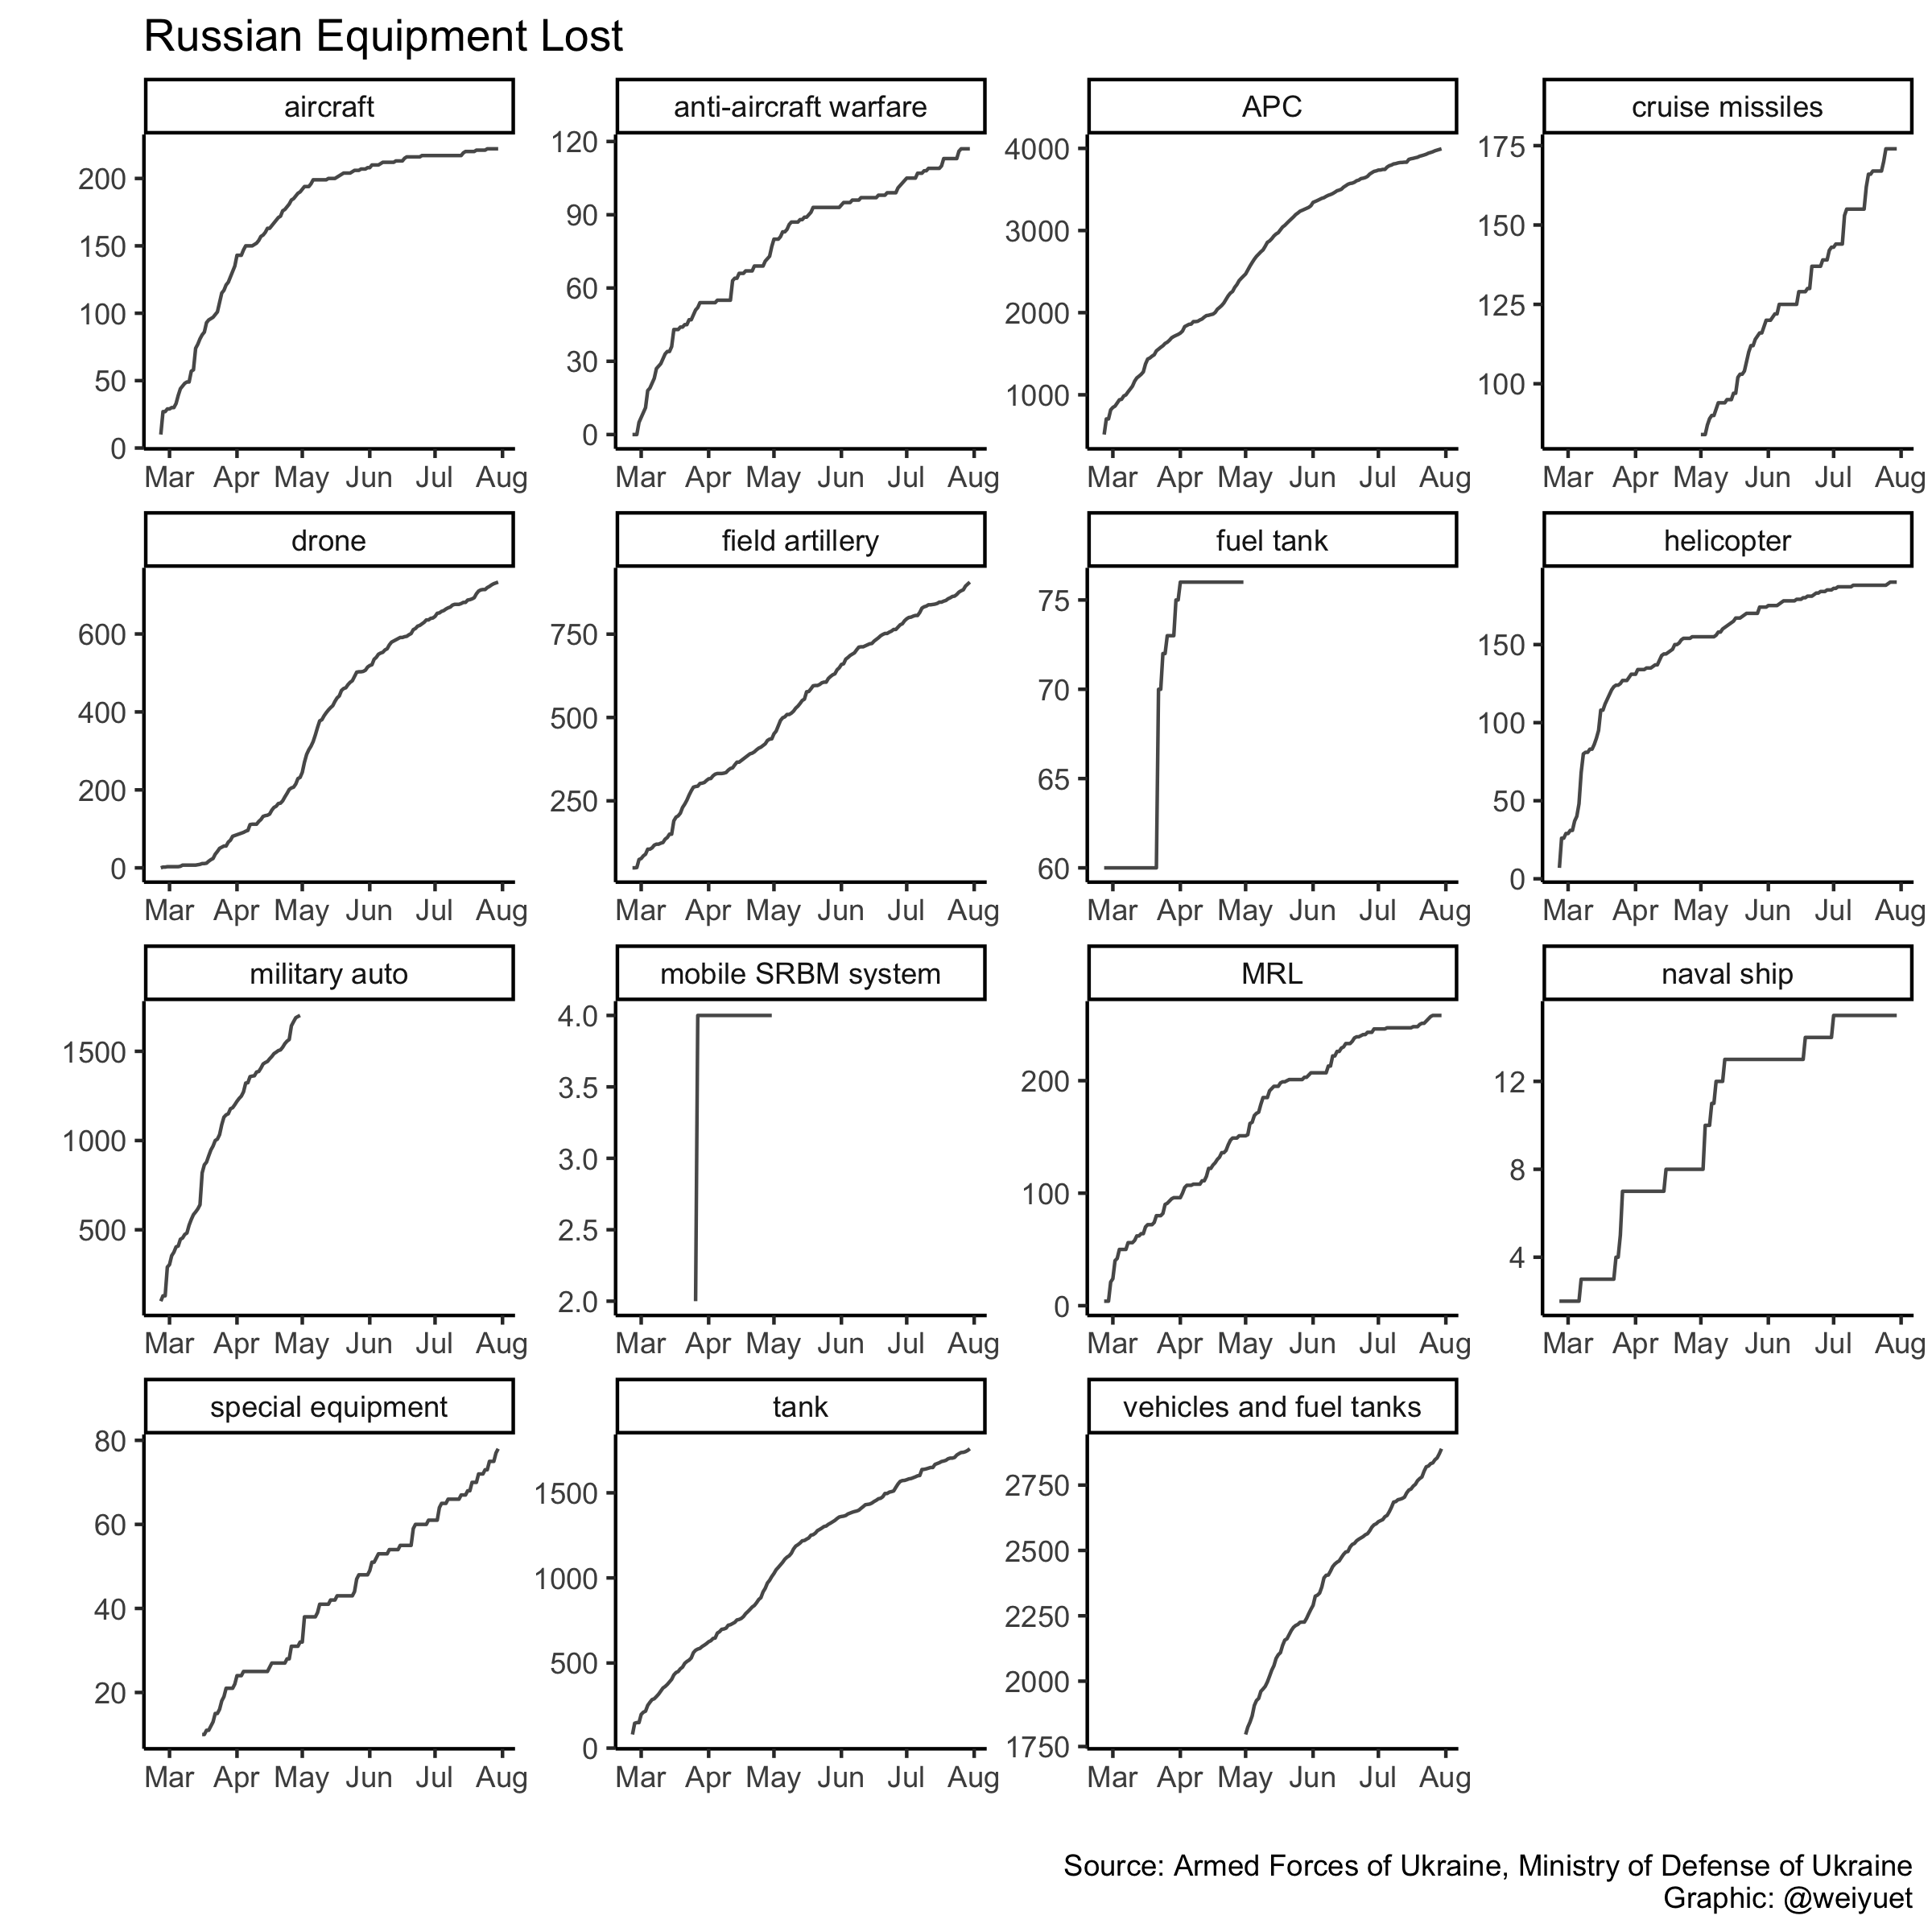 Russian Equipment Lost
aircraft
anti-aircraft warfare
APC
cruise missiles
200
150
100
50
0
Mar Apr May Jun Jul Aug
120
90
60
30
0
Mar Apr May Jun Jul Aug
4000
3000
2000
1000
Mar Apr May Jun Jul Aug
175
150
125
100
Mar Apr May Jun Jul Aug
drone
field artillery
fuel tank
helicopter
600
400
200
0
Mar Apr May Jun Jul Aug
750
500
250
Mar Apr May Jun Jul Aug
75
70
65
60
Mar Apr May Jun Jul Aug
150
100
50
0
Mar Apr May Jun Jul Aug
military auto
mobile SRBM system
MRL
naval ship
1500
1000
500
Mar Apr May Jun Jul Aug
4.0
3.5
3.0
2.5
2.0
Mar Apr May Jun Jul Aug
200
100
0
Mar Apr May Jun Jul Aug
12
8
4
Mar Apr May Jun Jul Aug
special equipment
tank
vehicles and fuel tanks
80
60
40
20
Mar Apr May Jun Jul Aug
1500
1000
500
0
Mar Apr May Jun Jul Aug
2750
2500
2250
2000
1750
Mar Apr May Jun Jul Aug
Source: Armed Forces of Ukraine, Ministry of Defense of Ukraine
Graphic: @weiyuet